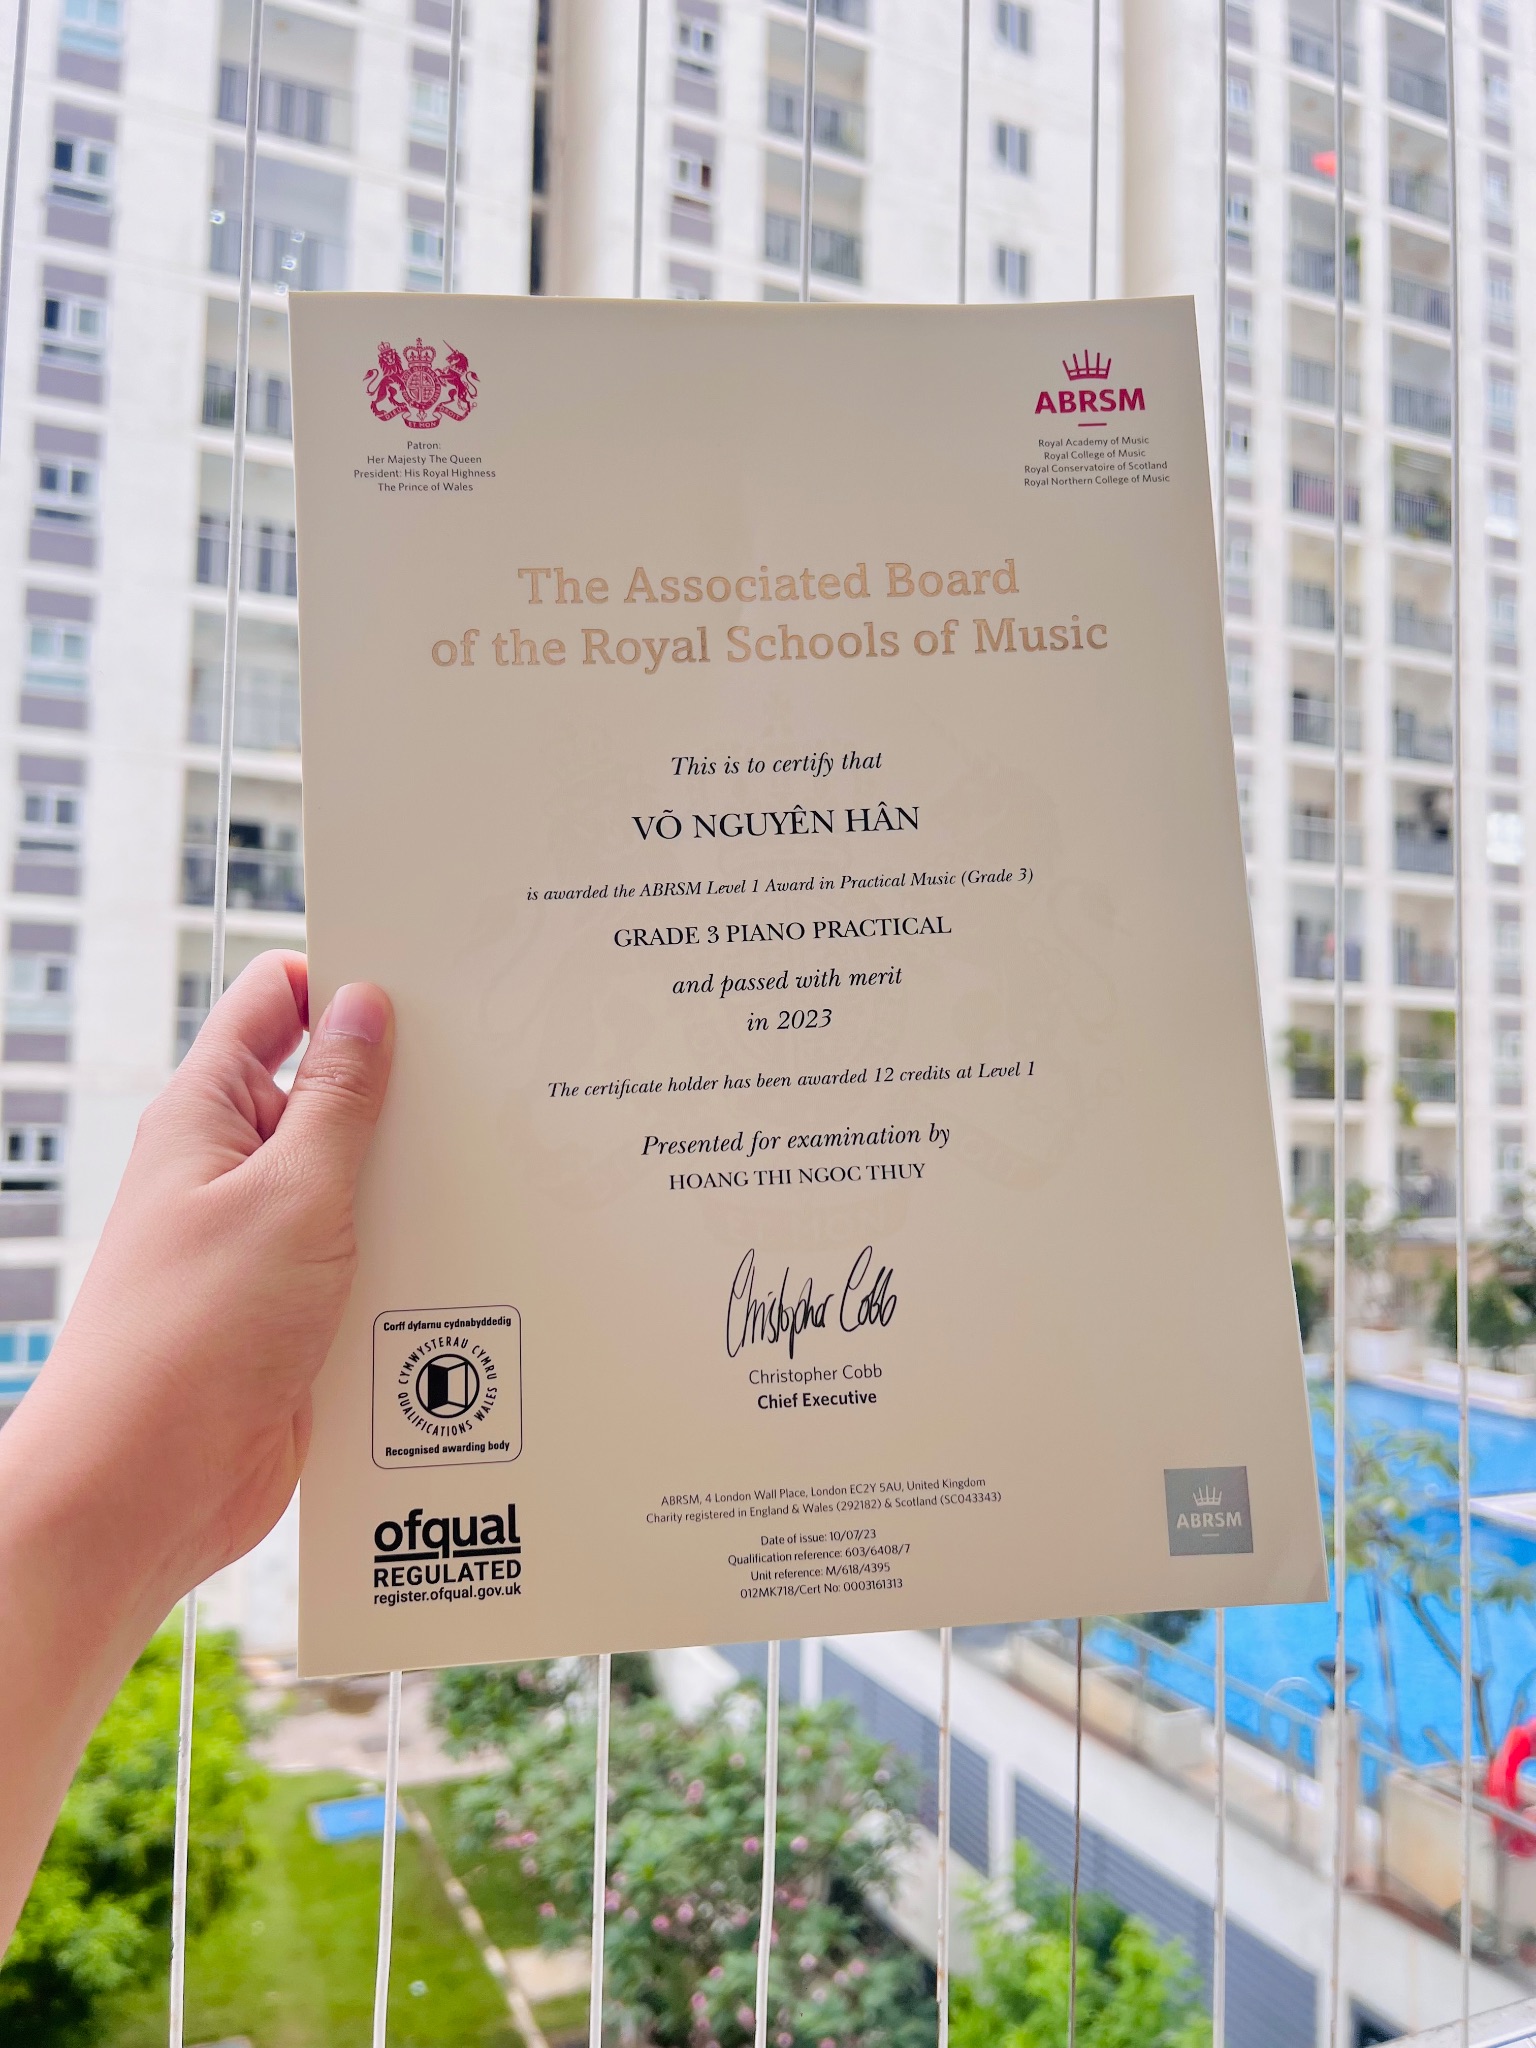 DIEU ET MON DROIT
Patron:
Her Majesty The Queen
President: His Royal Highness
The Prince of Wales
ABRSM
Royal Academy of Music
Royal College of Music
Royal Conservatoire of Scotland
Royal Northern College of Music
The Associated Board
of the Royal Schools of Music
This is to certify that
VÕ NGUYÊN HÂN
is awarded the ABRSM Level 1 Award in Practical Music (Grade 3)
GRADE 3 PIANO PRACTICAL
and passed with merit
in 2023
The certificate holder has been awarded 12 credits at Level 1
Presented for examination by
HOANG THI NGOC THUY
Christopher Cobb
Christopher Cobb
Chief Executive
Corff dyfarnu cydnabyddedig
CYMWYSTERAU CYMRU
QUALIFICATIONS WALES
Recognised awarding body
ofqual
REGULATED
register.ofqual.gov.uk
ABRSM, 4 London Wall Place, London EC2Y 5AU, United Kingdom
Charity registered in England & Wales (292182) & Scotland (SC043343)
Date of issue: 10/07/23
Qualification reference: 603/6408/7
Unit reference: M/618/4395
012MK718/Cert No: 0003161313
ABRSM